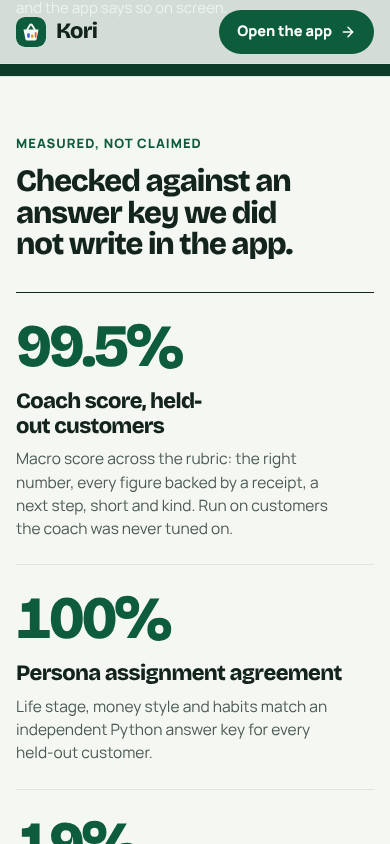 and the app says so on screen.
Kori
Open the app →
MEASURED, NOT CLAIMED
Checked against an
answer key we did
not write in the app.
99.5%
Coach score, held-
out customers
Macro score across the rubric: the right
number, every figure backed by a receipt, a
next step, short and kind. Run on customers
the coach was never tuned on.
100%
Persona assignment agreement
Life stage, money style and habits match an
independent Python answer key for every
held-out customer.
19%